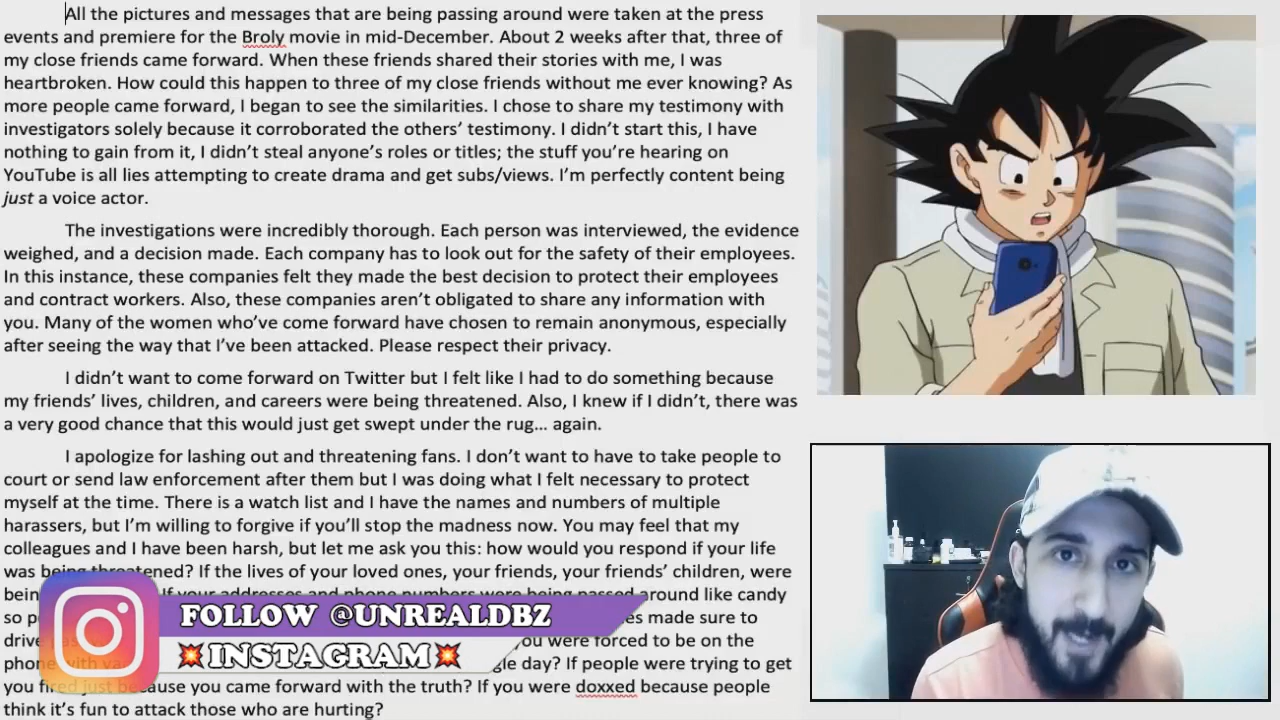 All the pictures and messages that are being passing around were taken at the press
events and premiere for the Broly movie in mid-December. About 2 weeks after that, three of
my close friends came forward. When these friends shared their stories with me, I was
heartbroken. How could this happen to three of my close friends without me ever knowing? As
more people came forward, I began to see the similarities. I chose to share my testimony with
investigators solely because it corroborated the others’ testimony. I didn’t start this, I have
nothing to gain from it, I didn’t steal anyone’s roles or titles; the stuff you’re hearing on
YouTube is all lies attempting to create drama and get subs/views. I’m perfectly content being
just a voice actor.
The investigations were incredibly thorough. Each person was interviewed, the evidence
weighed, and a decision made. Each company has to look out for the safety of their employees.
In this instance, these companies felt they made the best decision to protect their employees
and contract workers. Also, these companies aren’t obligated to share any information with
you. Many of the women who’ve come forward have chosen to remain anonymous, especially
after seeing the way that I’ve been attacked. Please respect their privacy.
I didn’t want to come forward on Twitter but I felt like I had to do something because
my friends’ lives, children, and careers were being threatened. Also, I knew if I didn’t, there was
a very good chance that this would just get swept under the rug… again.
I apologize for lashing out and threatening fans. I don’t want to have to take people to
court or send law enforcement after them but I was doing what I felt necessary to protect
myself at the time. There is a watch list and I have the names and numbers of multiple
harassers, but I’m willing to forgive if you’ll stop the madness now. You may feel that my
colleagues and I have been harsh, but let me ask you this: how would you respond if your life
was being threatened? If the lives of your loved ones, your friends, your friends’ children, were
If your addresses and phone numbers were being passed around like candy
made sure to
you were forced to be on the
phone with day? If people were trying to get
you fired just because you came forward with the truth? If you were doxxed because people
think it’s fun to attack those who are hurting?
FOLLOW @UNREALDBZ
INSTAGRAM